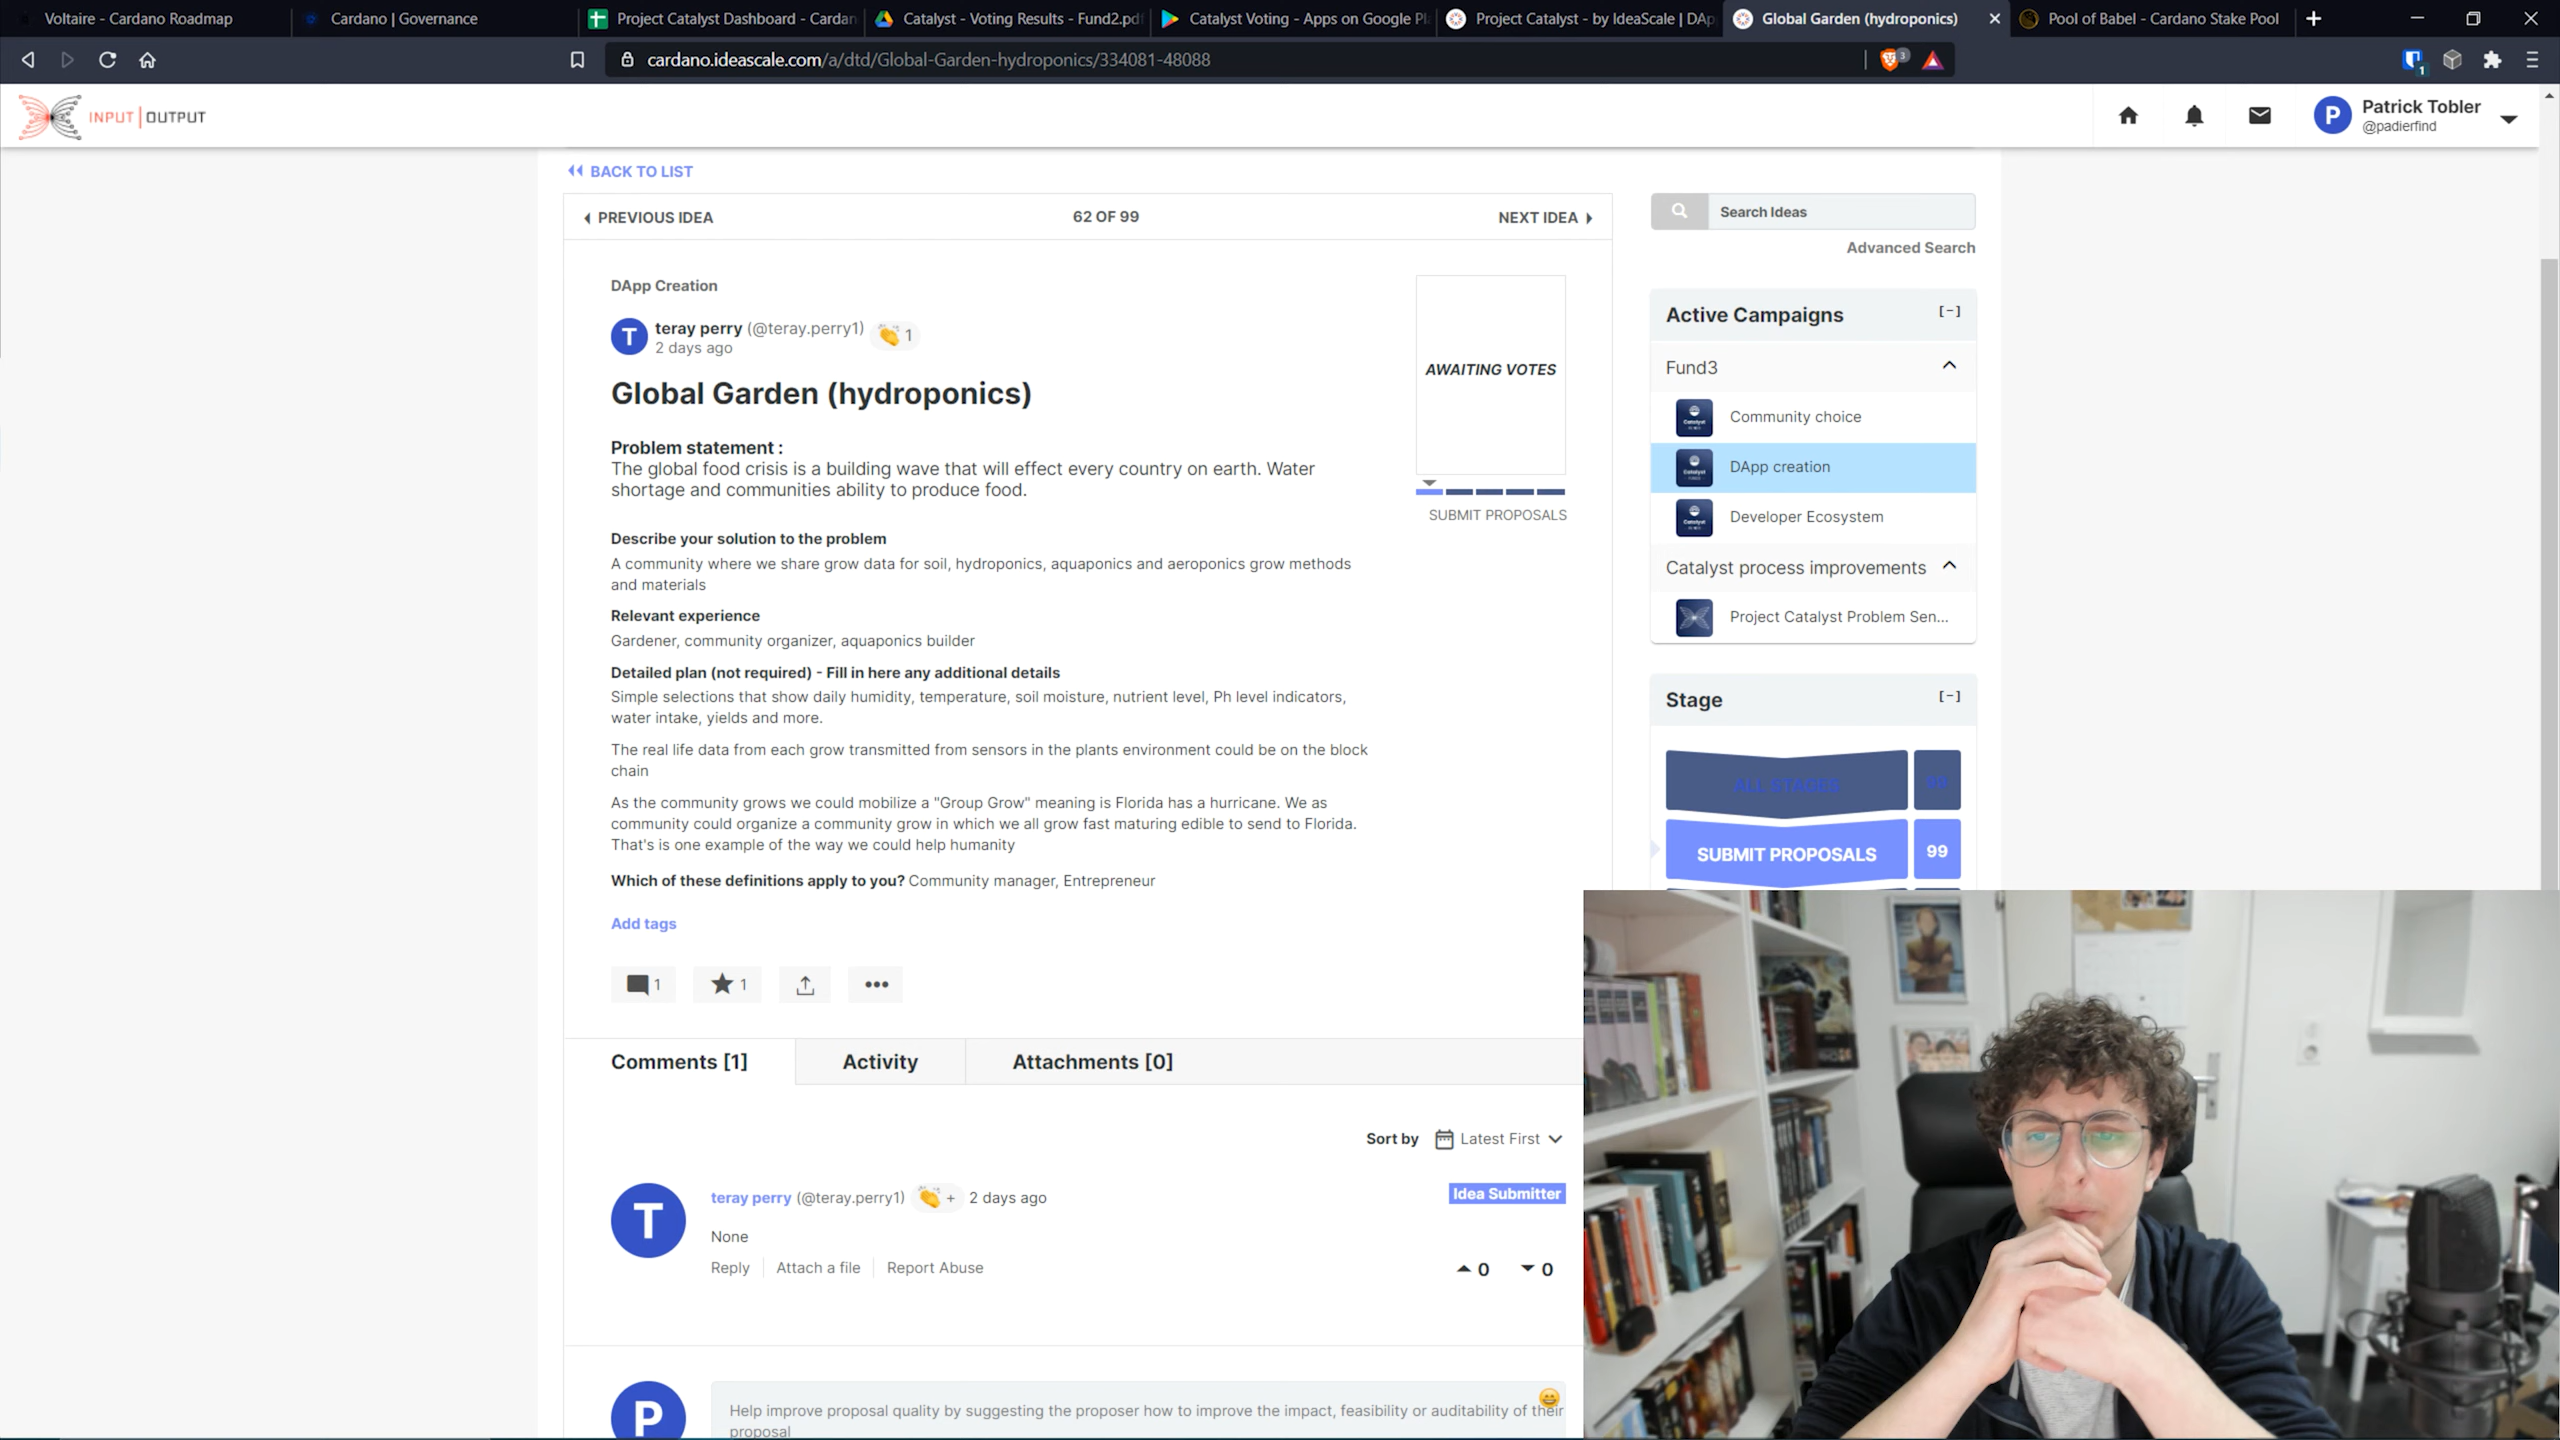 Voltaire - Cardano Roadmap
Cardano | Governance
Project Catalyst Dashboard - Cardan
Catalyst - Voting Results - Fund2.pdf
Catalyst Voting - Apps on Google Pl
Project Catalyst - by IdeaScale | DAp
Global Garden (hydroponics)
Pool of Babel - Cardano Stake Pool
cardano.ideascale.com/a/dtd/Global-Garden-hydroponics/334081-48088
3
1
INPUT | OUTPUT
P
Patrick Tobler
@padierfind
BACK TO LIST
PREVIOUS IDEA
62 OF 99
NEXT IDEA
Search Ideas
Advanced Search
DApp Creation
T
teray perry (@teray.perry1) 👏 1
2 days ago
Global Garden (hydroponics)
AWAITING VOTES
SUBMIT PROPOSALS
Problem statement :
The global food crisis is a building wave that will effect every country on earth. Water
shortage and communities ability to produce food.
Describe your solution to the problem
A community where we share grow data for soil, hydroponics, aquaponics and aeroponics grow methods
and materials
Relevant experience
Gardener, community organizer, aquaponics builder
Detailed plan (not required) - Fill in here any additional details
Simple selections that show daily humidity, temperature, soil moisture, nutrient level, Ph level indicators,
water intake, yields and more.
The real life data from each grow transmitted from sensors in the plants environment could be on the block
chain
As the community grows we could mobilize a "Group Grow" meaning is Florida has a hurricane. We as
community could organize a community grow in which we all grow fast maturing edible to send to Florida.
That's is one example of the way we could help humanity
Which of these definitions apply to you? Community manager, Entrepreneur
Add tags
1
1
Active Campaigns
[-]
Fund3
Community choice
DApp creation
Developer Ecosystem
Catalyst process improvements
Project Catalyst Problem Sen...
Stage
[-]
ALL STAGES
99
SUBMIT PROPOSALS
99
Comments [1]
Activity
Attachments [0]
Sort by
Latest First
T
teray perry (@teray.perry1) 👏 + 2 days ago
Idea Submitter
None
Reply
Attach a file
Report Abuse
0
0
P
Help improve proposal quality by suggesting the proposer how to improve the impact, feasibility or auditability of their
proposal